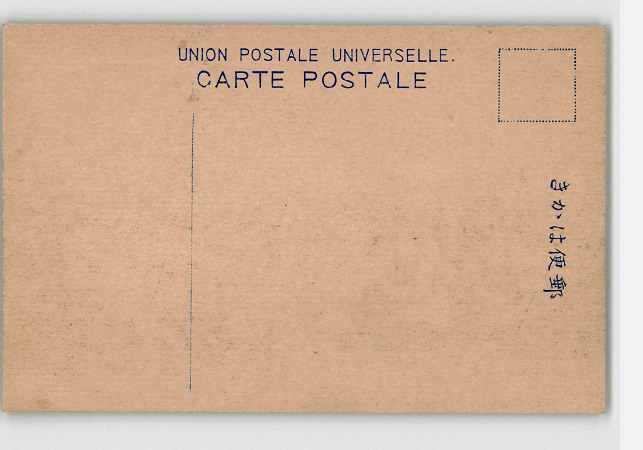 UNION POSTALE UNIVERSELLE.
CARTE POSTALE
きかは便郵